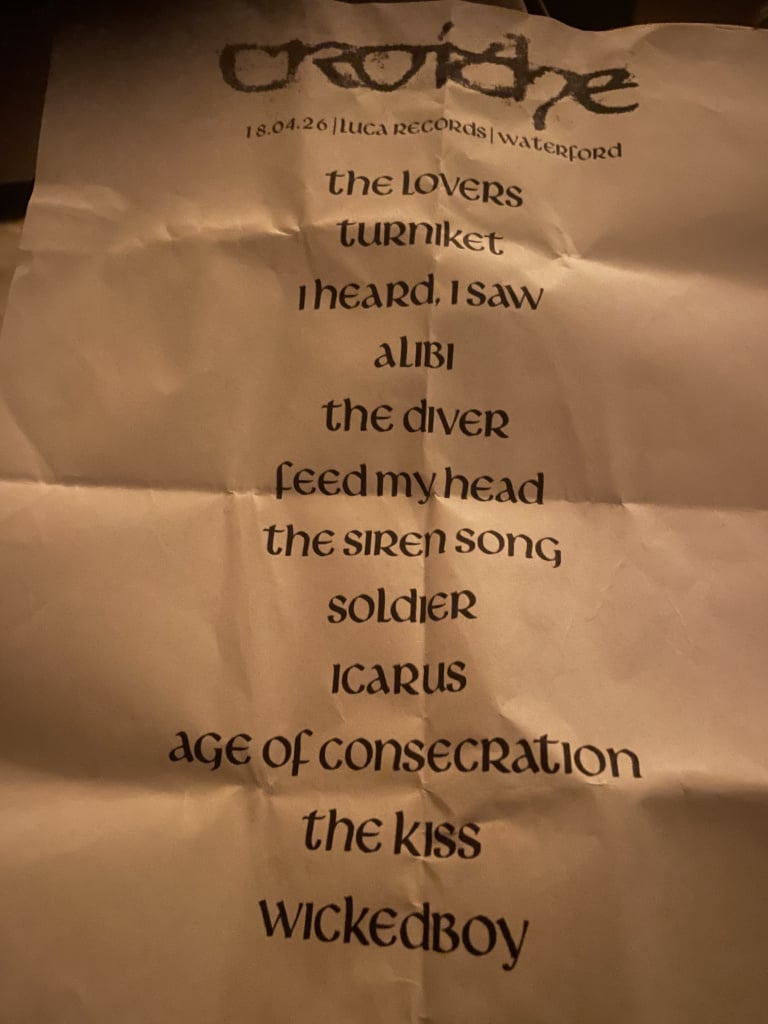 croíthe
18.04.26|LUCA RECORDS|WATERFORD
the LOVERS
TURNIKET
I HEARD, I SAW
ALIBI
the DIVER
FEED my HEAD
the SIREN SONG
SOLDIER
ICARUS
AGE OF CONSECRATION
the KISS
WICKEDBOY